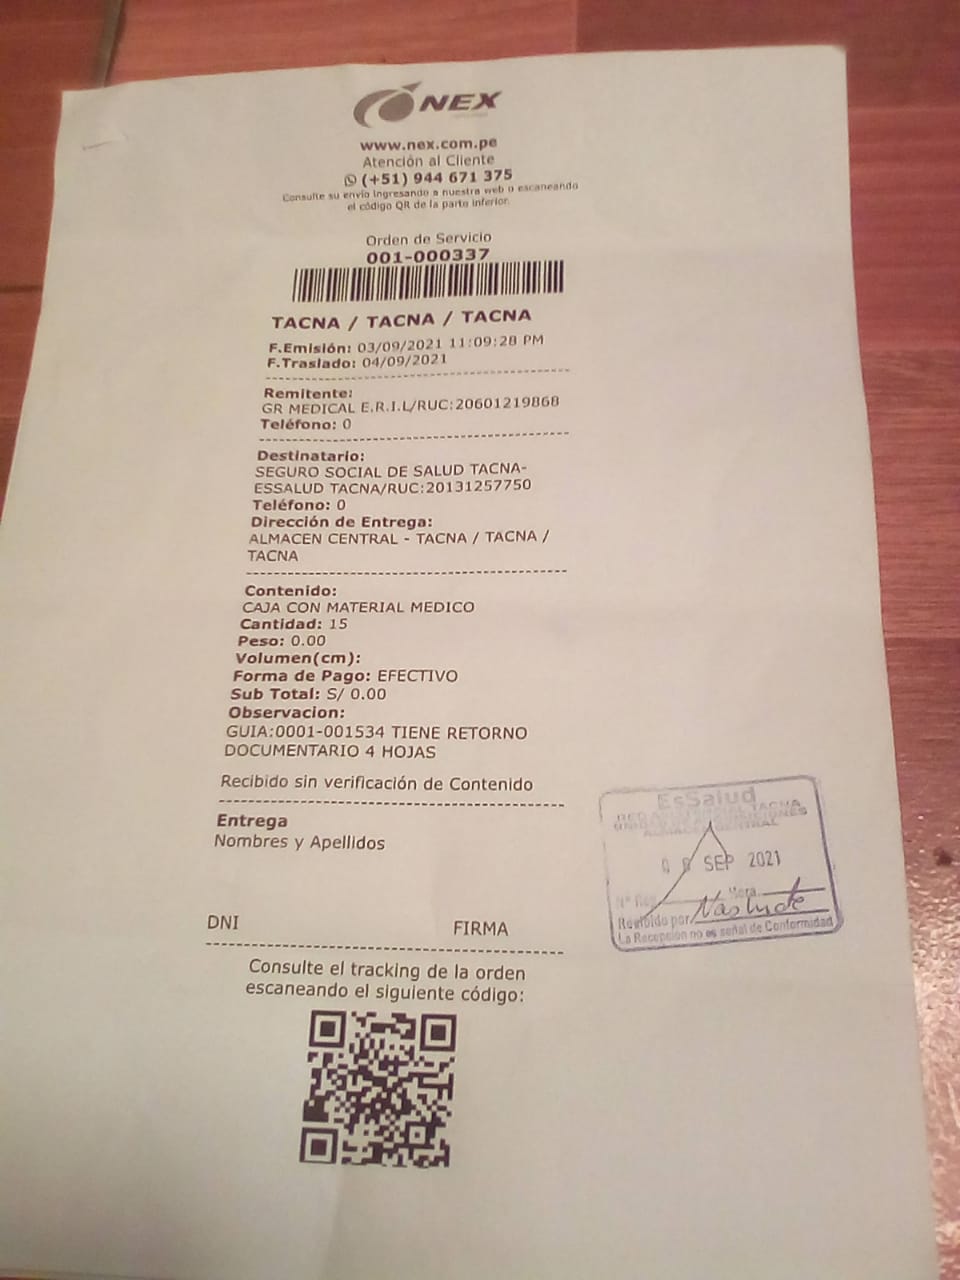 NEX
www.nex.com.pe
Atención al Cliente
(+51) 944 671 375
Consulte su envío ingresando a nuestra web o escaneando
el código QR de la parte inferior.
Orden de Servicio
001-000337
TACNA / TACNA / TACNA
F.Emisión: 03/09/2021 11:09:28 PM
F.Traslado: 04/09/2021
Remitente:
GR MEDICAL E.R.I.L/RUC:20601219868
Teléfono: 0
Destinatario:
SEGURO SOCIAL DE SALUD TACNA-
ESSALUD TACNA/RUC:20131257750
Teléfono: 0
Dirección de Entrega:
ALMACEN CENTRAL - TACNA / TACNA /
TACNA
Contenido:
CAJA CON MATERIAL MEDICO
Cantidad: 15
Peso: 0.00
Volumen(cm):
Forma de Pago: EFECTIVO
Sub Total: S/ 0.00
Observacion:
GUIA:0001-001534 TIENE RETORNO
DOCUMENTARIO 4 HOJAS
Recibido sin verificación de Contenido
Entrega
Nombres y Apellidos
DNI FIRMA
Consulte el tracking de la orden
escaneando el siguiente código:
EsSalud
RED ASISTENCIAL TACNA
ALMACEN CENTRAL
SEP 2021
Hora
Recibido por
La Recepción no es señal de Conformidad